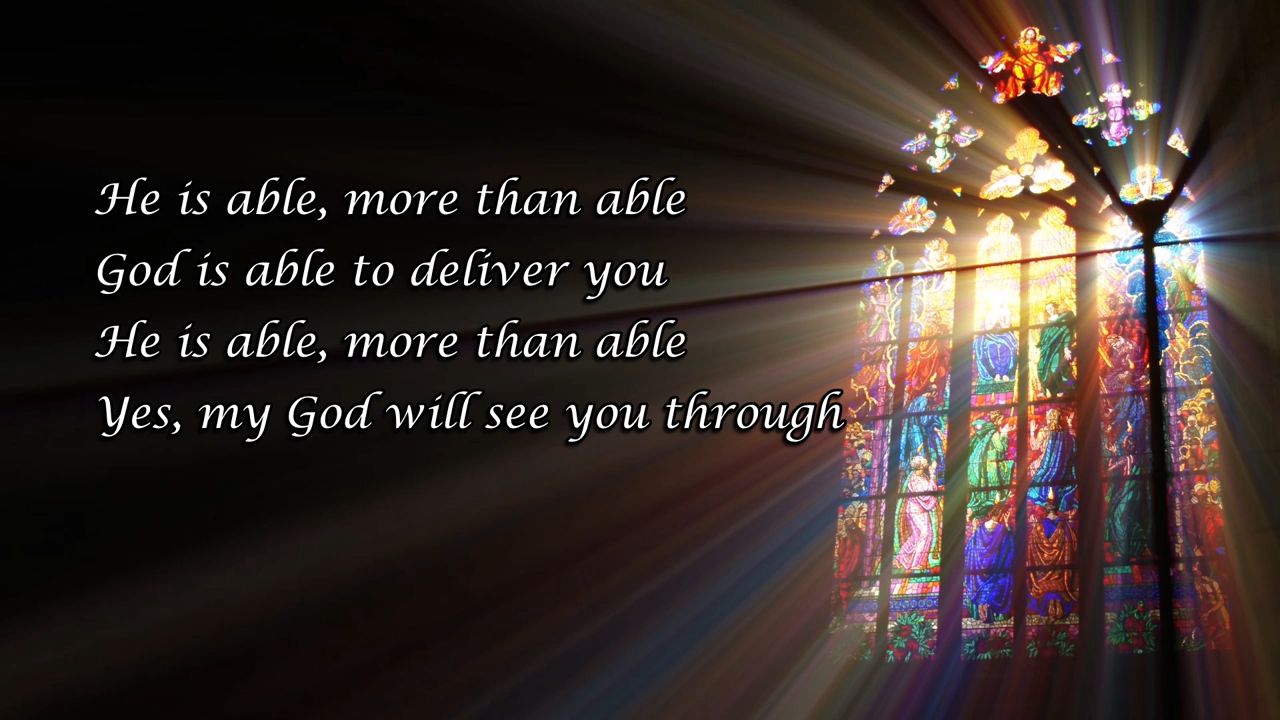 He is able, more than able
God is able to deliver you
He is able, more than able
Yes, my God will see you through